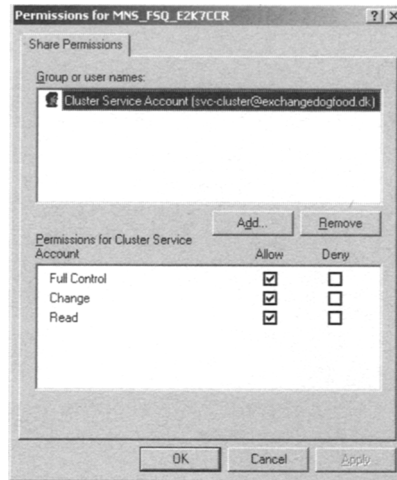 Permissions for MNS_FSQ_E2K7CCR
Share Permissions
Group or user names:
Cluster Service Account (svc-cluster@exchangedogfood.dk)
Add... Remove
Permissions for Cluster Service
Account Allow Deny
Full Control
Change
Read
OK Cancel Apply